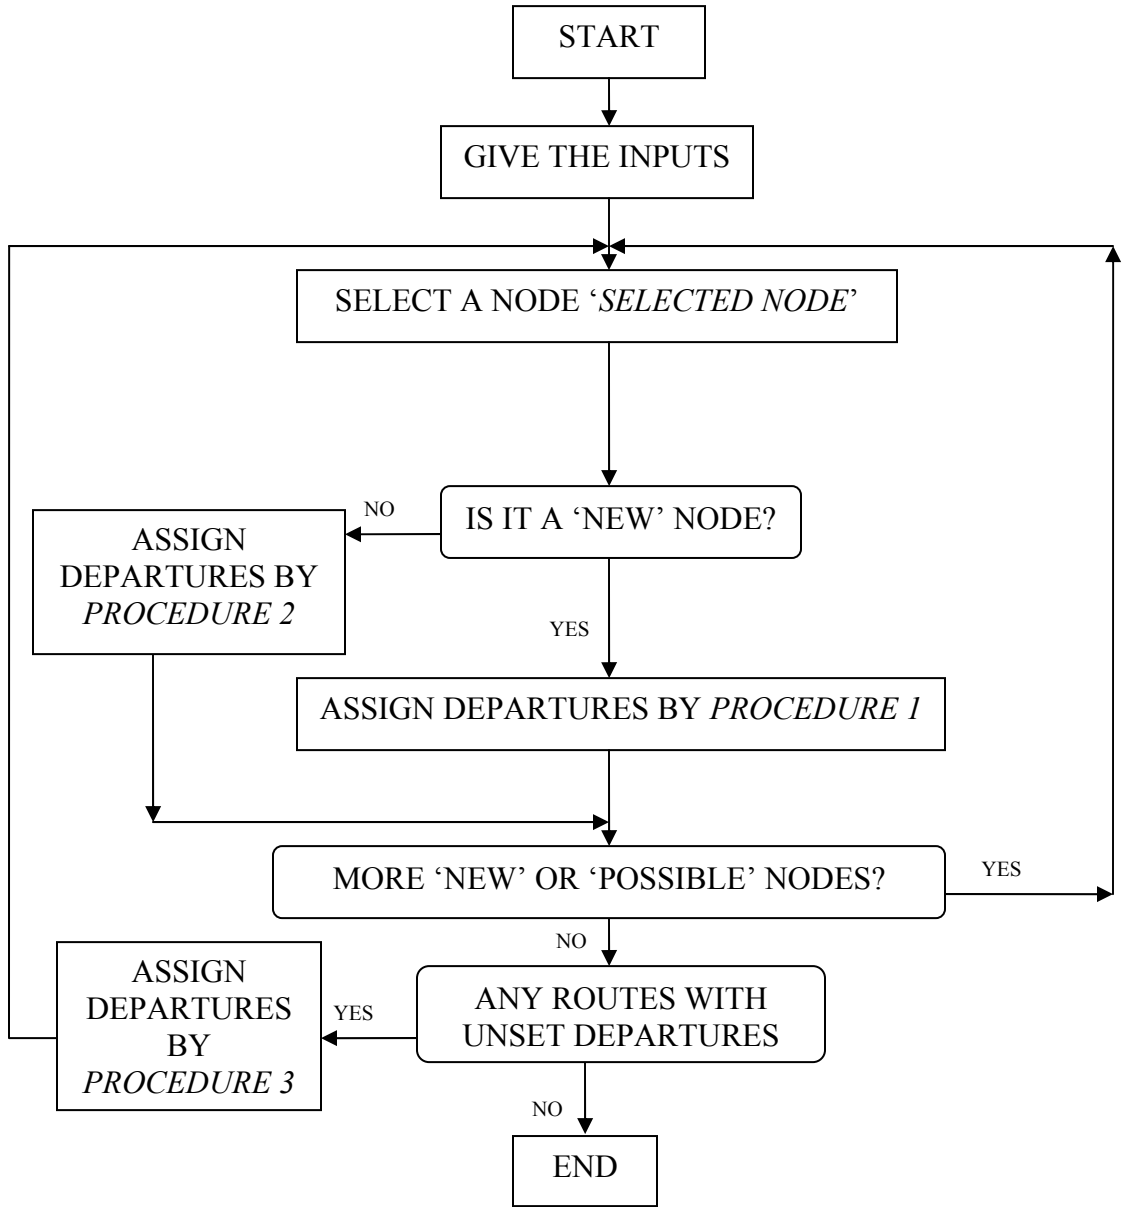 START
GIVE THE INPUTS
SELECT A NODE ‘SELECTED NODE’
IS IT A ‘NEW’ NODE?
NO
ASSIGN
DEPARTURES BY
PROCEDURE 2
YES
ASSIGN DEPARTURES BY PROCEDURE 1
MORE ‘NEW’ OR ‘POSSIBLE’ NODES?
YES
NO
ANY ROUTES WITH
UNSET DEPARTURES
YES
ASSIGN
DEPARTURES
BY
PROCEDURE 3
NO
END